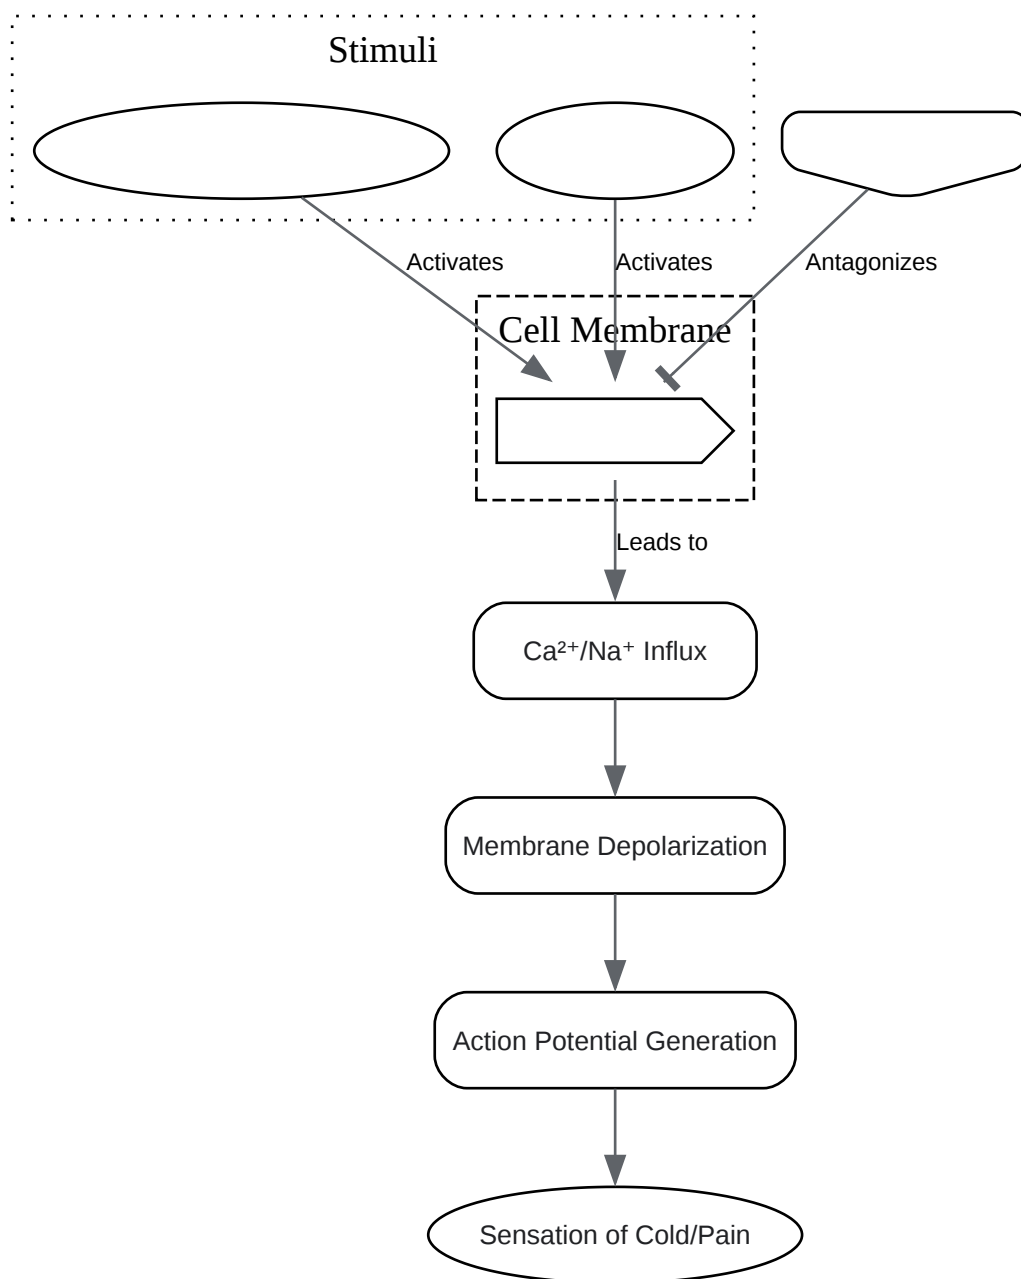 Stimuli
Activates
Activates
Antagonizes
Cell Membrane
Leads to
Ca²⁺/Na⁺ Influx
Membrane Depolarization
Action Potential Generation
Sensation of Cold/Pain